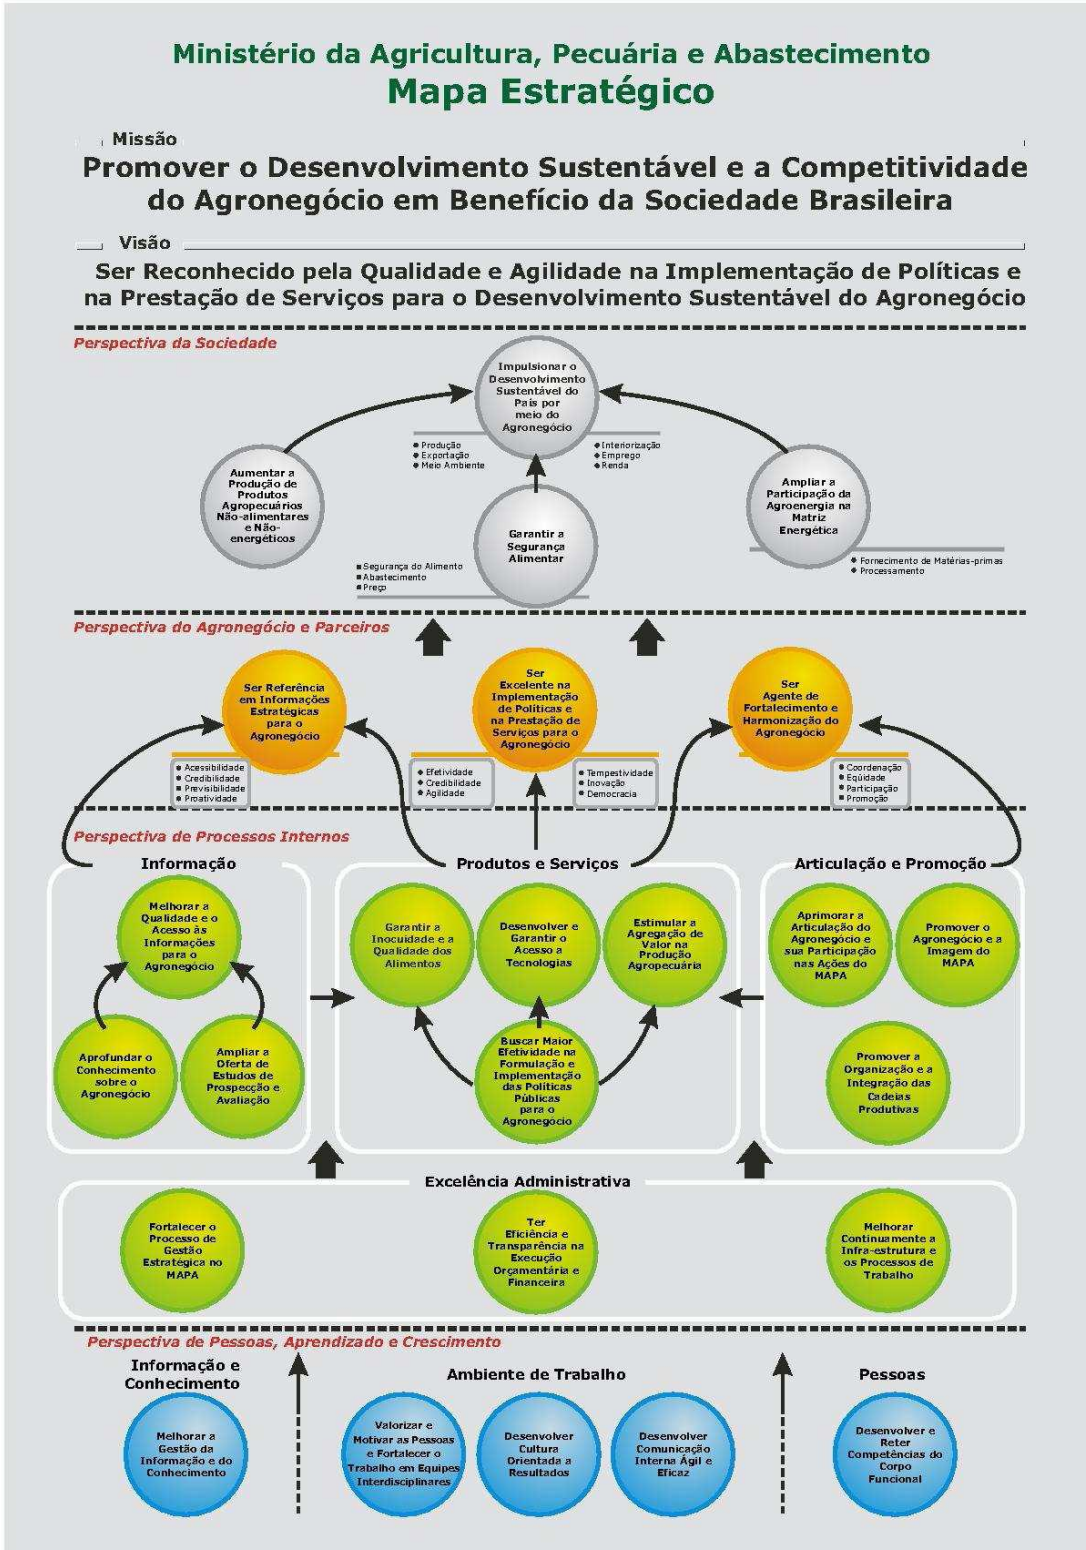 Ministério da Agricultura, Pecuária e Abastecimento
Mapa Estratégico
Missão
Promover o Desenvolvimento Sustentável e a Competitividade
do Agronegócio em Benefício da Sociedade Brasileira
Visão
Ser Reconhecido pela Qualidade e Agilidade na Implementação de Políticas e
na Prestação de Serviços para o Desenvolvimento Sustentável do Agronegócio
Perspectiva da Sociedade
Impulsionar o
Desenvolvimento
Sustentável do
País por
meio do
Agronegócio
Produção
Exportação
Meio Ambiente
Interiorização
Emprego
Renda
Aumentar a
Produção de
Produtos
Agropecuários
Não-alimentares
e Não-
energéticos
Garantir a
Segurança
Alimentar
Segurança do Alimento
Abastecimento
Preço
Ampliar a
Participação da
Agroenergia na
Matriz
Energética
Fornecimento de Matérias-primas
Processamento
Perspectiva do Agronegócio e Parceiros
Ser Referência
em Informações
Estratégicas
para o
Agronegócio
Acessibilidade
Credibilidade
Previsibilidade
Proatividade
Ser
Excelente na
Implementação
de Políticas e
na Prestação de
Serviços para o
Agronegócio
Efetividade
Credibilidade
Agilidade
Tempestividade
Inovação
Democracia
Ser
Agente de
Fortalecimento e
Harmonização do
Agronegócio
Coordenação
Eqüidade
Participação
Promoção
Perspectiva de Processos Internos
Informação
Melhorar a
Qualidade e o
Acesso às
Informações
para o
Agronegócio
Aprofundar o
Conhecimento
sobre o
Agronegócio
Ampliar a
Oferta de
Estudos de
Prospecção e
Avaliação
Produtos e Serviços
Garantir a
Inocuidade e a
Qualidade dos
Alimentos
Desenvolver e
Garantir o
Acesso a
Tecnologias
Estimular a
Agregação de
Valor na
Produção
Agropecuária
Buscar Maior
Efetividade na
Formulação e
Implementação
das Políticas
Públicas
para o
Agronegócio
Articulação e Promoção
Aprimorar a
Articulação do
Agronegócio e
sua Participação
nas Ações do
MAPA
Promover o
Agronegócio e a
Imagem do
MAPA
Promover a
Organização e a
Integração das
Cadeias
Produtivas
Excelência Administrativa
Fortalecer o
Processo de
Gestão
Estratégica no
MAPA
Ter
Eficiência e
Transparência na
Execução
Orçamentária e
Financeira
Melhorar
Continuamente a
Infra-estrutura e
os Processos de
Trabalho
Perspectiva de Pessoas, Aprendizado e Crescimento
Informação e
Conhecimento
Melhorar a
Gestão da
Informação e do
Conhecimento
Ambiente de Trabalho
Valorizar e
Motivar as Pessoas
e Fortalecer o
Trabalho em Equipes
Interdisciplinares
Desenvolver
Cultura
Orientada a
Resultados
Desenvolver
Comunicação
Interna Ágil e
Eficaz
Pessoas
Desenvolver e
Reter
Competências do
Corpo
Funcional